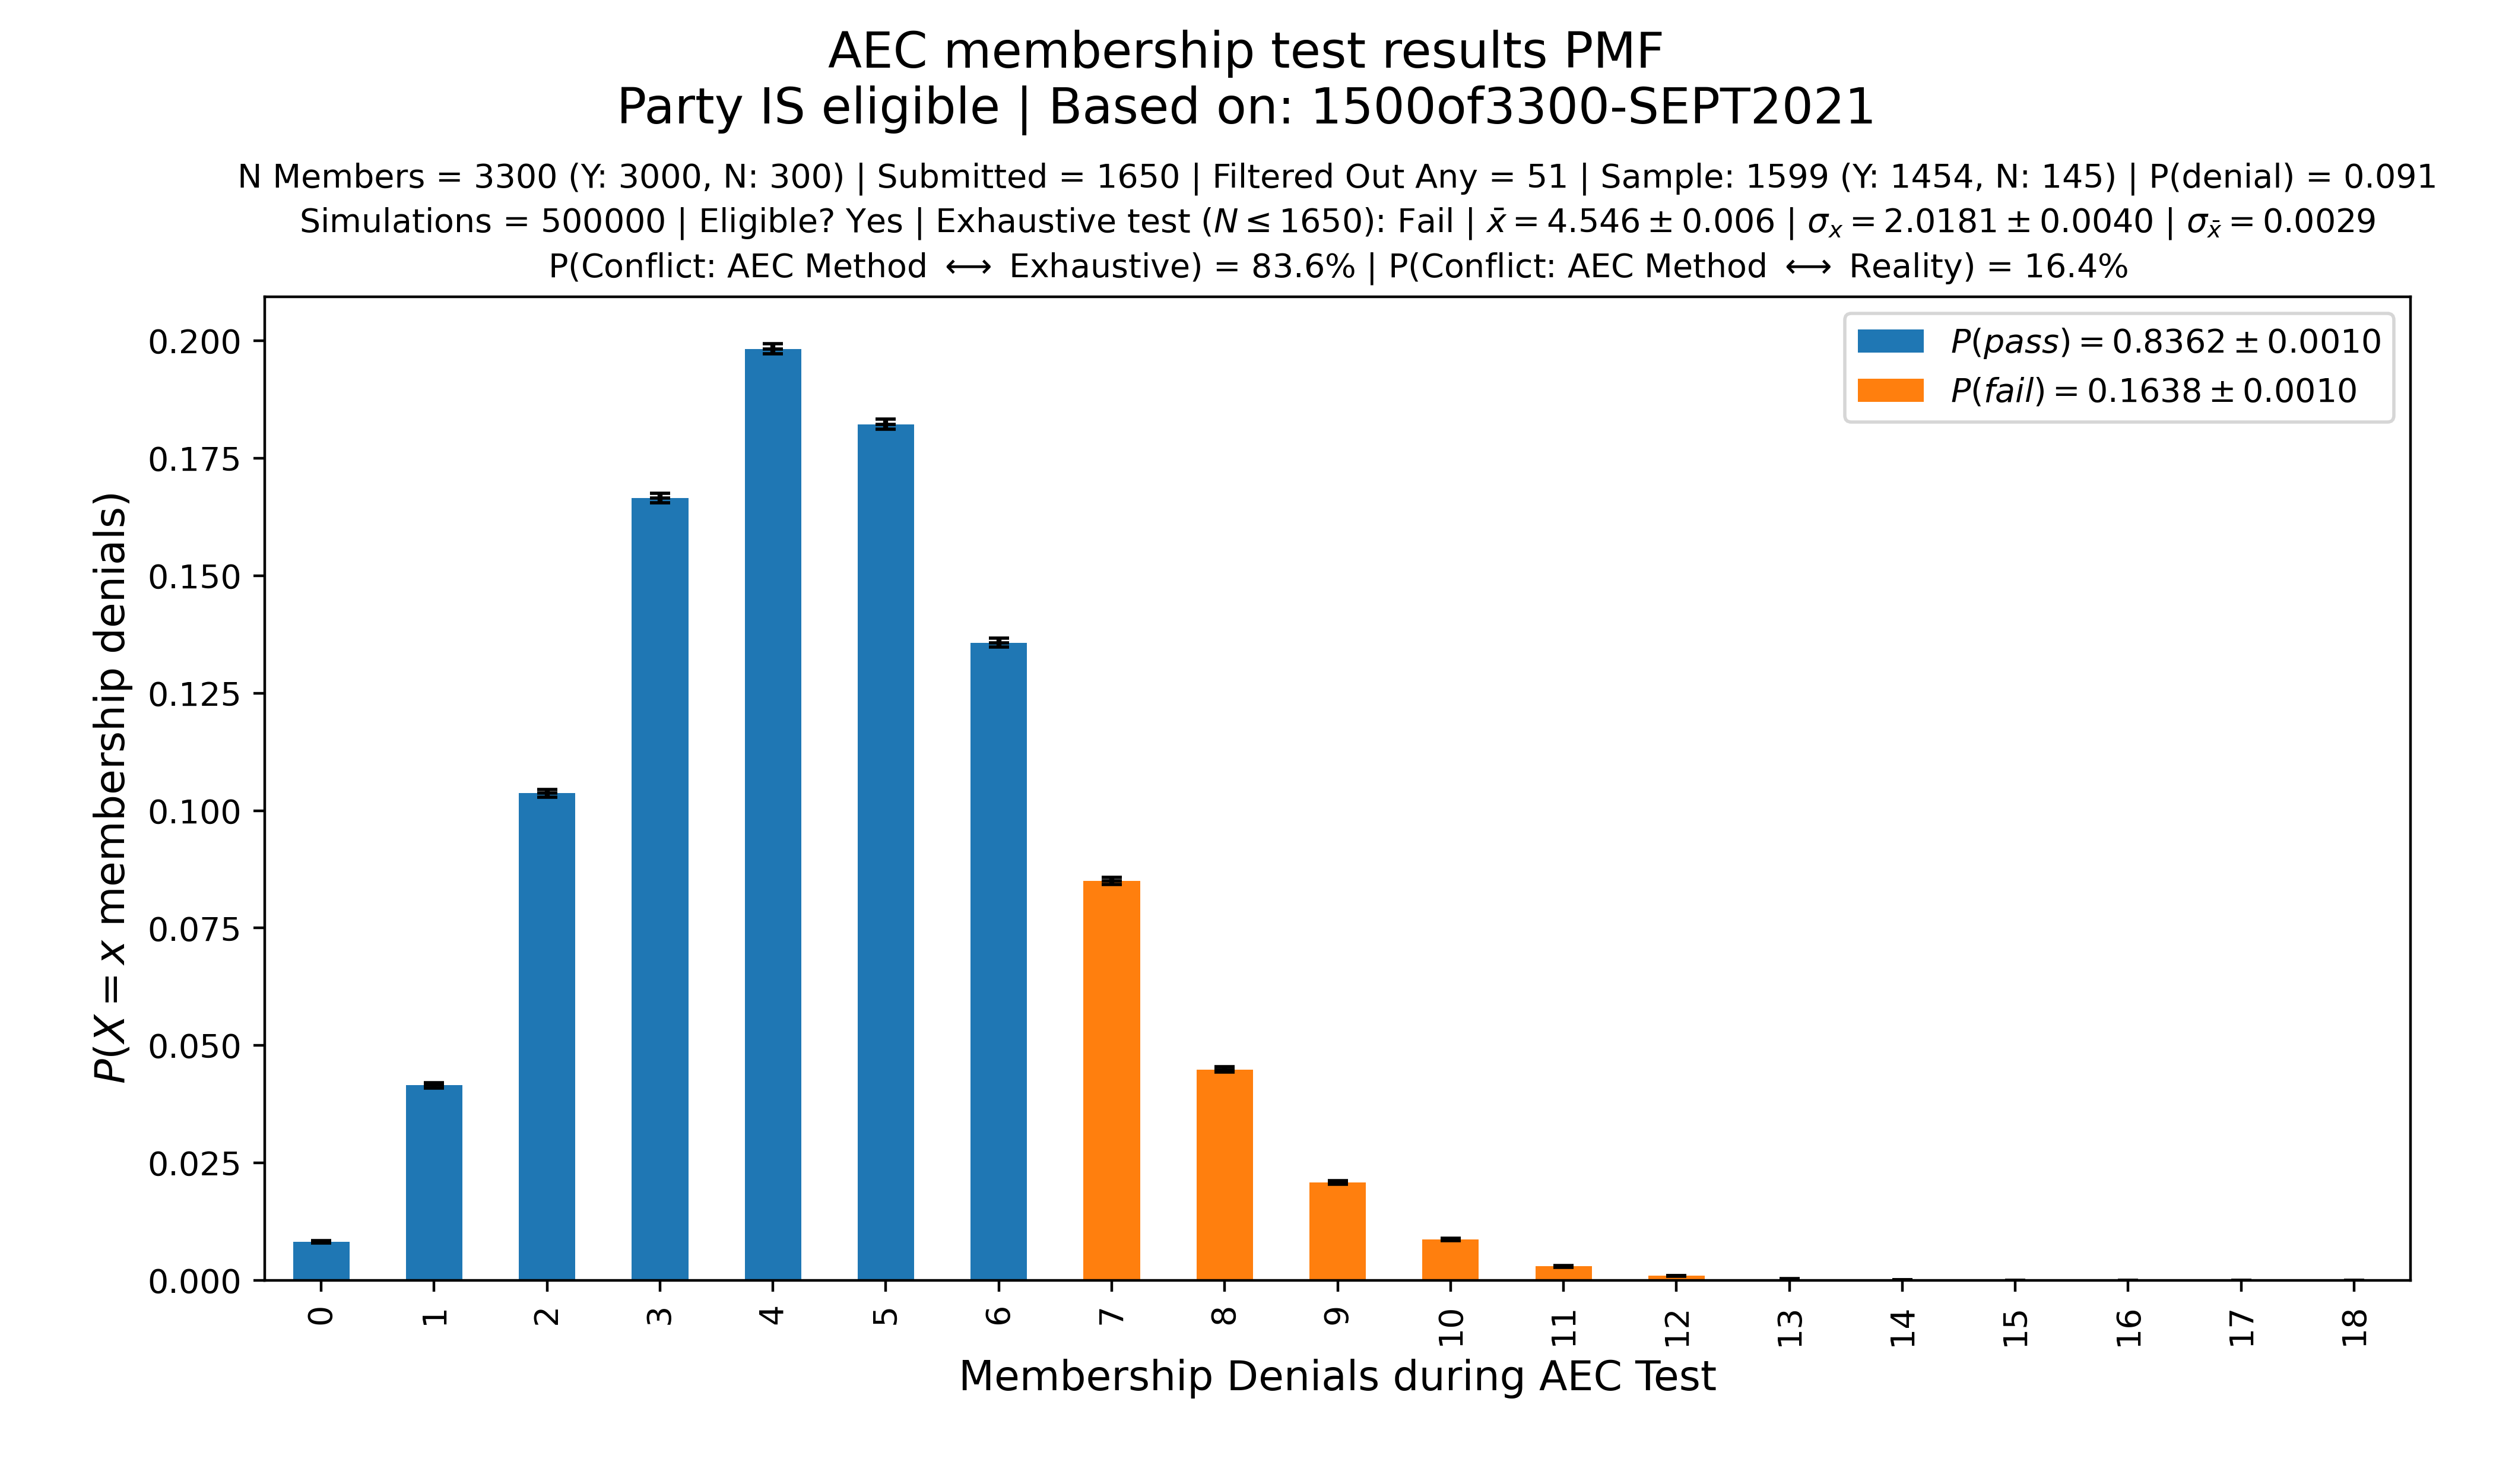 AEC membership test results PMF
Party IS eligible | Based on: 1500of3300-SEPT2021
N Members = 3300 (Y: 3000, N: 300) | Submitted = 1650 | Filtered Out Any = 51 | Sample: 1599 (Y: 1454, N: 145) | P(denial) = 0.091
Simulations = 500000 | Eligible? Yes | Exhaustive test (N ≤ 1650): Fail | x̄ = 4.546 ± 0.006 | σₓ = 2.0181 ± 0.0040 | σ_x̄ = 0.0029
P(Conflict: AEC Method ⟷ Exhaustive) = 83.6% | P(Conflict: AEC Method ⟷ Reality) = 16.4%
P(pass) = 0.8362 ± 0.0010
P(fail) = 0.1638 ± 0.0010
P(X = x membership denials)
0.200
0.175
0.150
0.125
0.100
0.075
0.050
0.025
0.000
0 1 2 3 4 5 6 7 8 9 10 11 12 13 14 15 16 17 18
Membership Denials during AEC Test